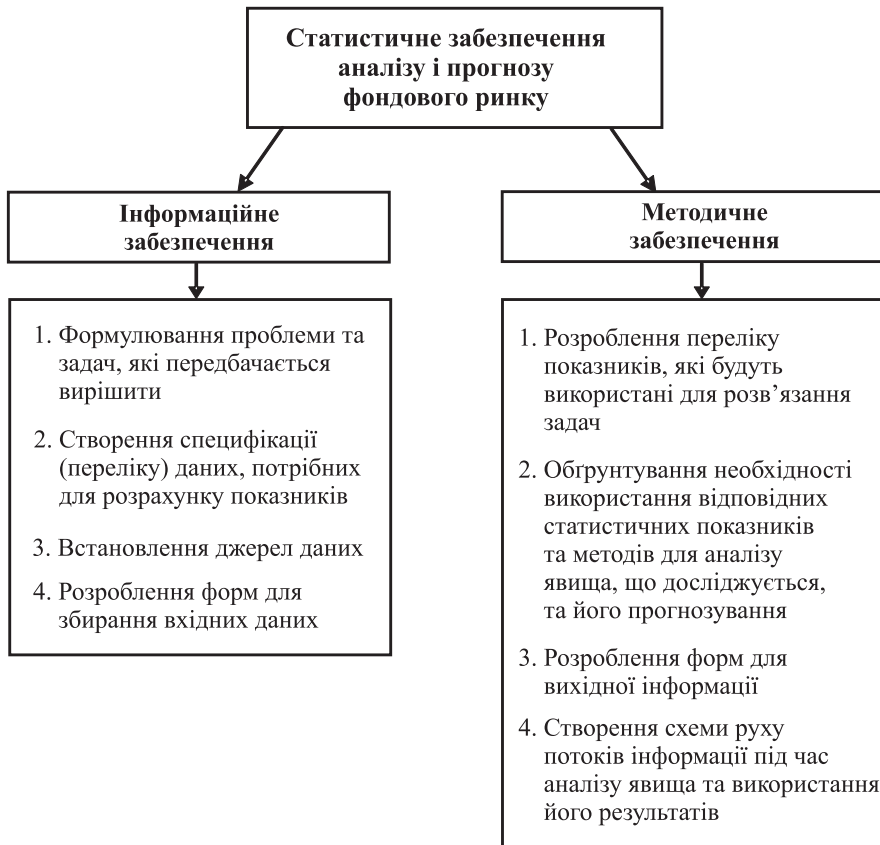 Статистичне забезпечення
аналізу і прогнозу
фондового ринку
Інформаційне
забезпечення
1. Формулювання проблеми та
задач, які передбачається
вирішити
2. Створення специфікації
(переліку) даних, потрібних
для розрахунку показників
3. Встановлення джерел даних
4. Розроблення форм для
збирання вхідних даних
Методичне
забезпечення
1. Розроблення переліку
показників, які будуть
використані для розв’язання
задач
2. Обґрунтування необхідності
використання відповідних
статистичних показників
та методів для аналізу
явища, що досліджується,
та його прогнозування
3. Розроблення форм для
вихідної інформації
4. Створення схеми руху
потоків інформації під час
аналізу явища та використання
його результатів